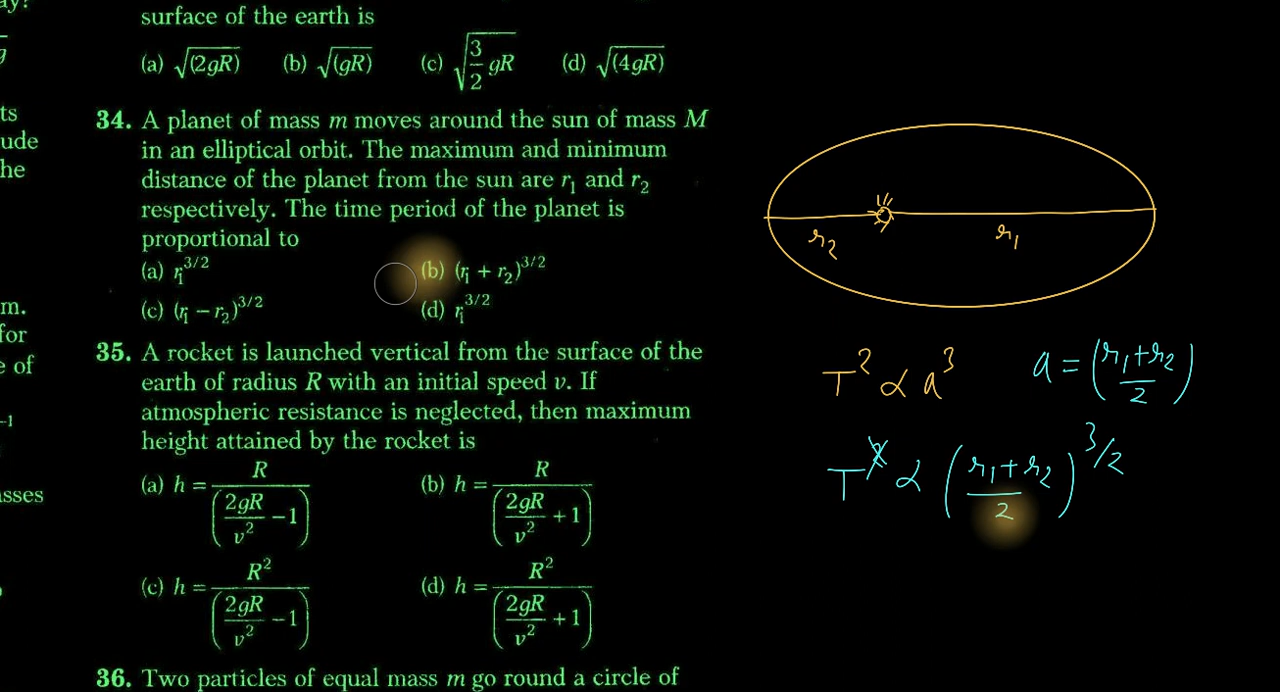 ay?
surface of the earth is
g
(a) √(2gR) (b) √(gR) (c) √3/2 gR (d) √(4gR)
ts
ude
he
34. A planet of mass m moves around the sun of mass M
in an elliptical orbit. The maximum and minimum
distance of the planet from the sun are r₁ and r₂
respectively. The time period of the planet is
proportional to
(a) r₁^3/2 (b) (r₁ + r₂)^3/2
(c) (r₁ − r₂)^3/2 (d) r₁^3/2
r₂ r₁
m.
for
e of
−1
asses
35. A rocket is launched vertical from the surface of the
earth of radius R with an initial speed v. If
atmospheric resistance is neglected, then maximum
height attained by the rocket is
(a) h = R/(2gR/v² − 1) (b) h = R/(2gR/v² + 1)
(c) h = R²/(2gR/v² − 1) (d) h = R²/(2gR/v² + 1)
T² ∝ a³ a = (r₁+r₂/2)
T ∝ (r₁+r₂/2)^3/2
36. Two particles of equal mass m go round a circle of